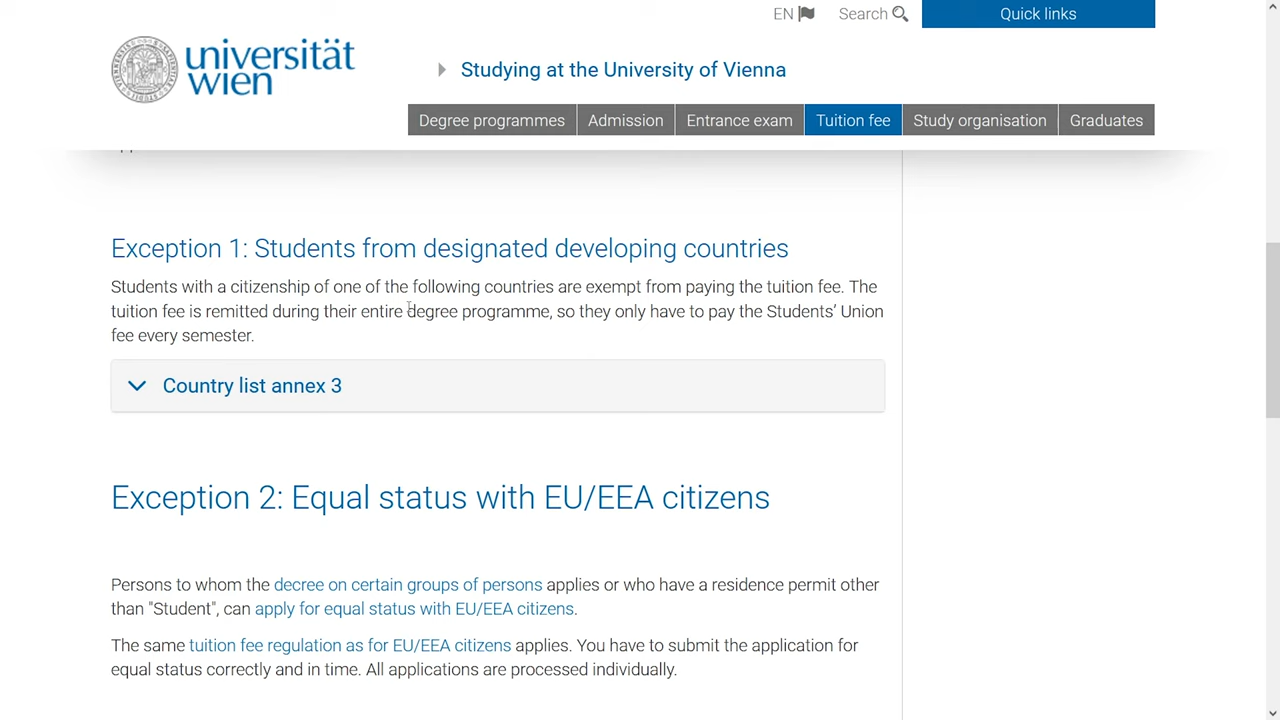 EN
Search
Quick links
universität
wien
Studying at the University of Vienna
Degree programmes
Admission
Entrance exam
Tuition fee
Study organisation
Graduates
Exception 1: Students from designated developing countries
Students with a citizenship of one of the following countries are exempt from paying the tuition fee. The
tuition fee is remitted during their entire degree programme, so they only have to pay the Students’ Union
fee every semester.
Country list annex 3
Exception 2: Equal status with EU/EEA citizens
Persons to whom the decree on certain groups of persons applies or who have a residence permit other
than "Student", can apply for equal status with EU/EEA citizens.
The same tuition fee regulation as for EU/EEA citizens applies. You have to submit the application for
equal status correctly and in time. All applications are processed individually.